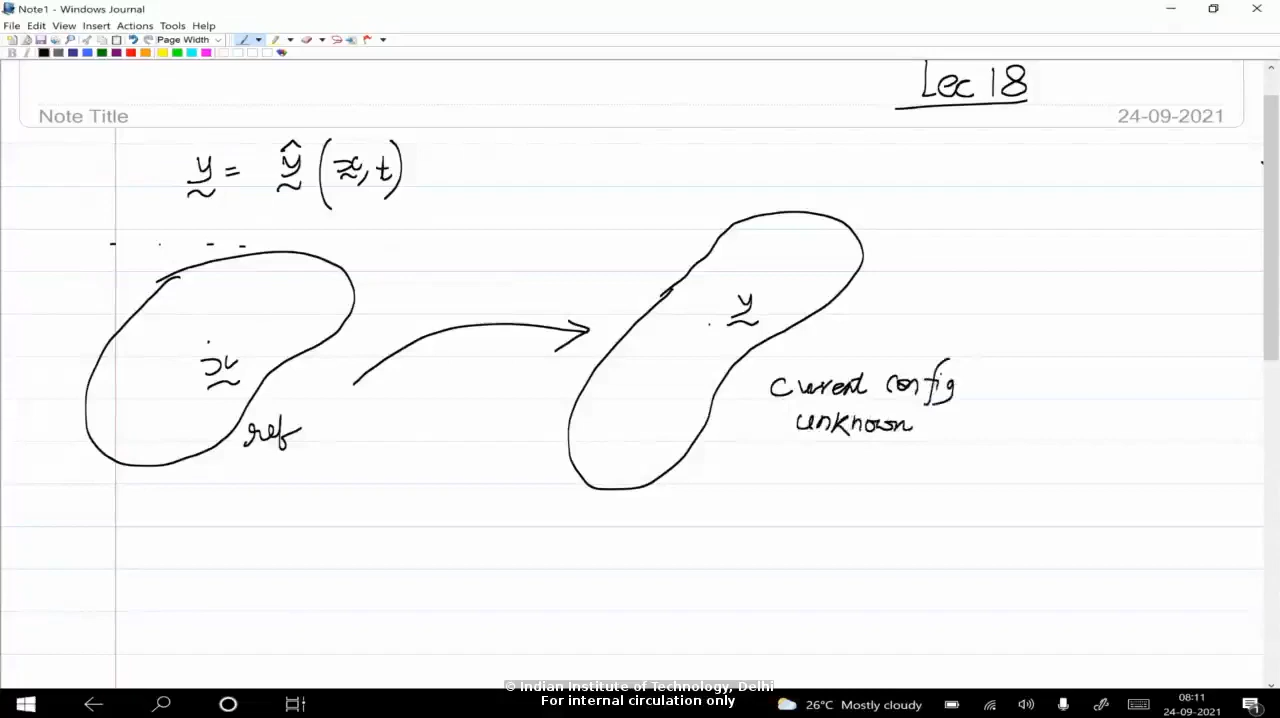 Note1 - Windows Journal
File Edit View Insert Actions Tools Help
Page Width
B I
Lec 18
Note Title
24-09-2021
y = ŷ (x, t)
y
x
current config
unknown
ref
© Indian Institute of Technology, Delhi
For internal circulation only
26°C Mostly cloudy
08:11
24-09-2021